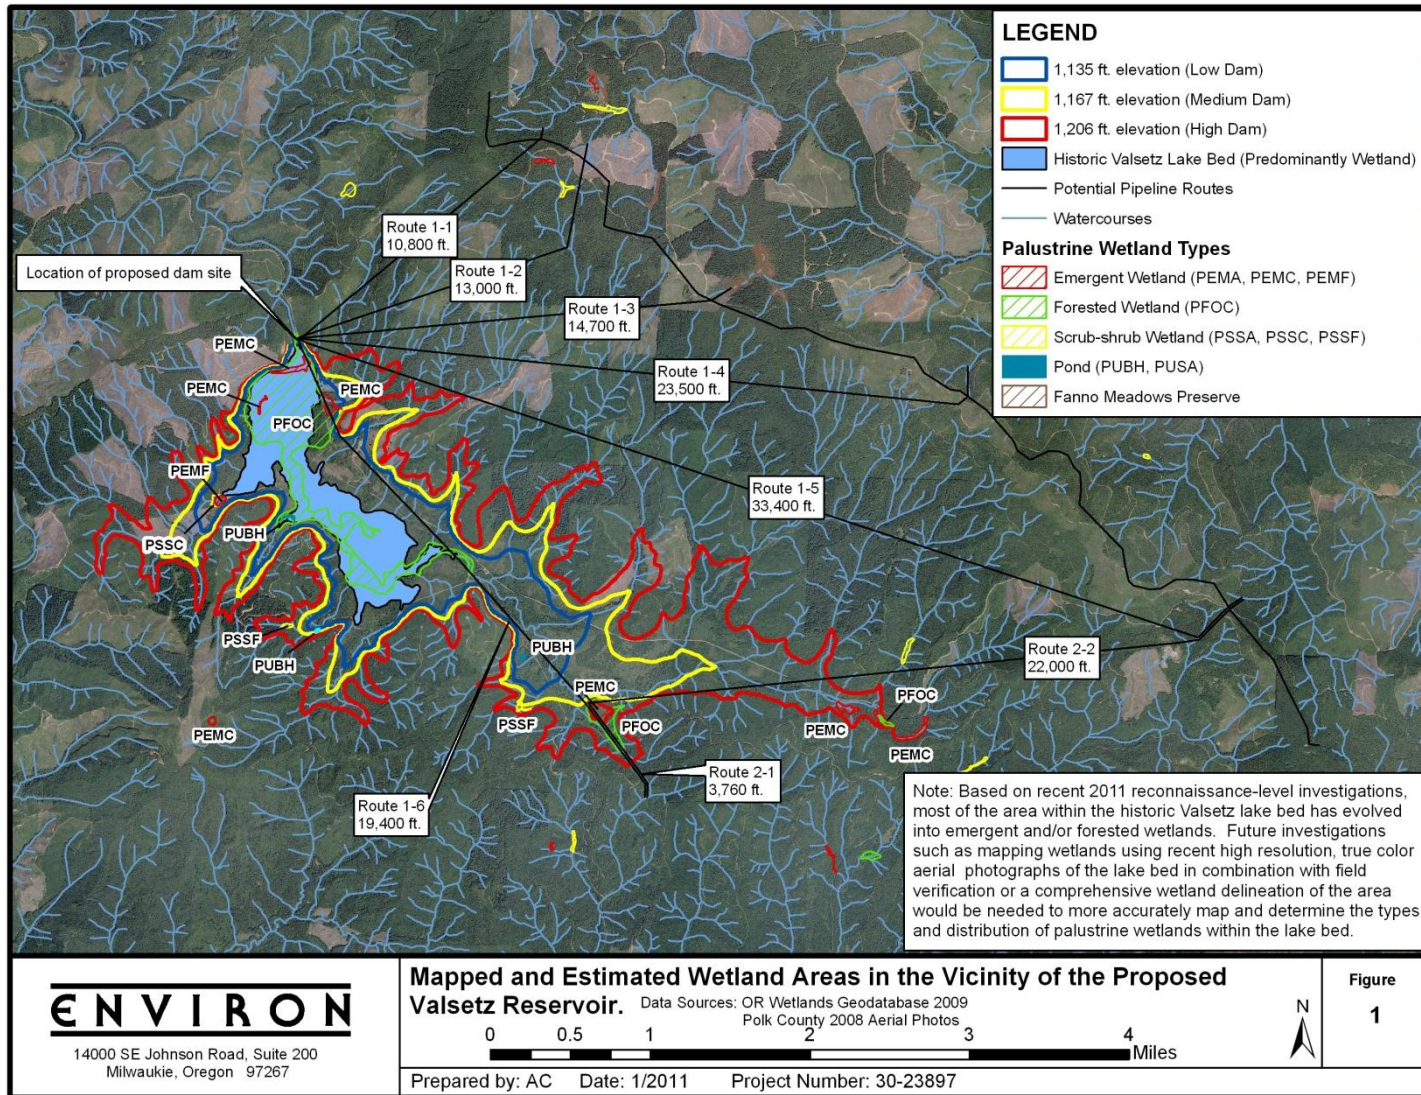 LEGEND
1,135 ft. elevation (Low Dam)
1,167 ft. elevation (Medium Dam)
1,206 ft. elevation (High Dam)
Historic Valsetz Lake Bed (Predominantly Wetland)
Potential Pipeline Routes
Watercourses
Palustrine Wetland Types
Emergent Wetland (PEMA, PEMC, PEMF)
Forested Wetland (PFOC)
Scrub-shrub Wetland (PSSA, PSSC, PSSF)
Pond (PUBH, PUSA)
Fanno Meadows Preserve
Route 1-1
10,800 ft.
Location of proposed dam site
Route 1-2
13,000 ft.
Route 1-3
14,700 ft.
PEMC
Route 1-4
23,500 ft.
PEMC
PEMC
PFOC
PEMF
Route 1-5
33,400 ft.
PUBH
PSSC
PSSF
PUBH
PUBH
Route 2-2
22,000 ft.
PEMC
PFOC
PEMC
PSSF
PFOC
PEMC
PEMC
Route 2-1
3,760 ft.
Route 1-6
19,400 ft.
Note: Based on recent 2011 reconnaissance-level investigations,
most of the area within the historic Valsetz lake bed has evolved
into emergent and/or forested wetlands. Future investigations
such as mapping wetlands using recent high resolution, true color
aerial photographs of the lake bed in combination with field
verification or a comprehensive wetland delineation of the area
would be needed to more accurately map and determine the types
and distribution of palustrine wetlands within the lake bed.
ENVIRON
14000 SE Johnson Road, Suite 200
Milwaukie, Oregon 97267
Mapped and Estimated Wetland Areas in the Vicinity of the Proposed
Valsetz Reservoir. Data Sources: OR Wetlands Geodatabase 2009
Polk County 2008 Aerial Photos
0 0.5 1 2 3 4
Miles
Prepared by: AC Date: 1/2011 Project Number: 30-23897
N
Figure
1